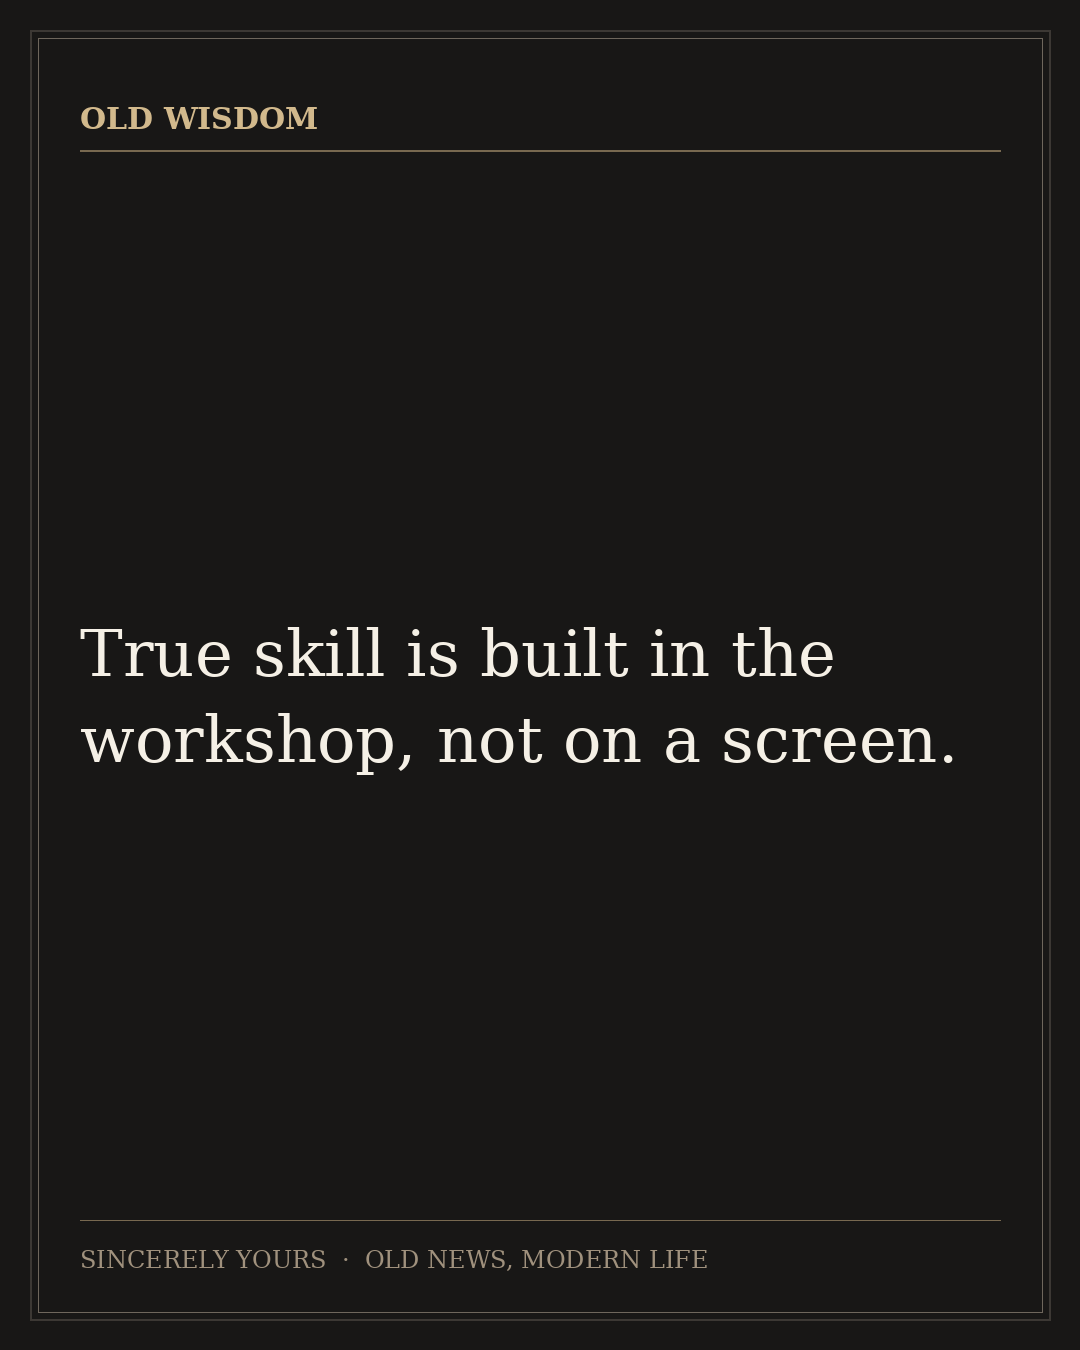 OLD WISDOM
True skill is built in the
workshop, not on a screen.
SINCERELY YOURS · OLD NEWS, MODERN LIFE